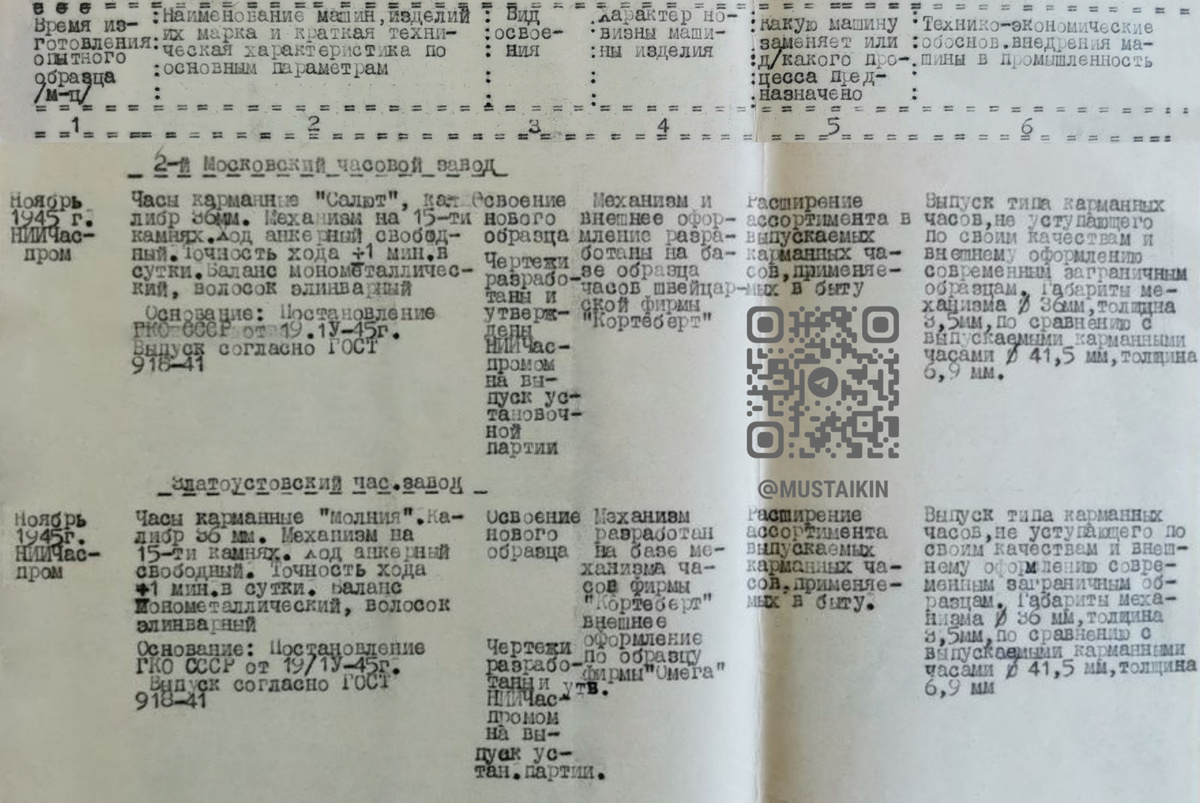 Время из-
готовления
опытного
образца
/м-ц/
Наименование машин,изделий
их марка и краткая техни-
ческая характеристика по
основным параметрам
Вид
освое-
ния
Характер но-
визны маши-
ны изделия
Какую машину
заменяет или
д/какого про-
цесса пред-
назначено
Технико-экономические
обоснов.внедрения ма-
шины в промышленность
1 2 3 4 5 6
2-й Московский часовой завод
Ноябрь
1945 г.
НИИЧас-
пром
Часы карманные "Салют", ка-
либр 36мм. Механизм на 15-ти
камнях.Ход анкерный свобод-
ный.Точность хода ±1 мин.в
сутки.Баланс монометалличес-
кий, волосок элинварный
Основание: Постановление
ГКО СССР от 19.1У-45г.
Выпуск согласно ГОСТ
918-41
Освоение
нового
образца
Чертежи
разрабо-
таны и
утверж-
дены
НИИЧас-
промом
на вы-
пуск ус-
тановоч-
ной
партии
Механизм и
внешнее офор-
мление разра-
ботаны на ба-
зе образца
часов швейцар-
ской фирмы
"Кортеберт"
Расширение
ассортимента в
выпускаемых
карманных ча-
сов,применяе-
мых в быту
Выпуск типа карманных
часов,не уступающего
по своим качествам и
внешнему оформлению
современным заграничным
образцам. Габариты ме-
ханизма ∅ 36мм,толщина
3,5мм,по сравнению с
выпускаемыми карманными
часами ∅ 41,5 мм,толщина
6,9 мм.
@MUSTAIKIN
Златоустовский час.завод
Ноябрь
1945г.
НИИЧас-
пром
Часы карманные "Молния".Ка-
либр 36 мм. Механизм на
15-ти камнях. Ход анкерный
свободный. Точность хода
±1 мин.в сутки. Баланс
монометаллический, волосок
элинварный
Основание: Постановление
ГКО СССР от 19/1У-45г.
Выпуск согласно ГОСТ
918-41
Освоение
нового
образца
Чертежи
разрабо-
таны и утв.
НИИЧас-
промом
на вы-
пуск ус-
тан.партии.
Механизм
разработан
на базе ме-
ханизма ча-
сов фирмы
"Кортеберт"
внешнее
оформление
по образцу
фирмы"Омега"
Расширение
ассортимента
выпускаемых
карманных ча-
сов,применяе-
мых в быту.
Выпуск типа карманных
часов,не уступающего по
своим качествам и внеш-
нему оформлению совре-
менным заграничным об-
разцам. Габариты меха-
низма ∅ 36 мм,толщина
3,5мм,по сравнению с
выпускаемыми карманными
часами ∅ 41,5 мм,толщина
6,9 мм